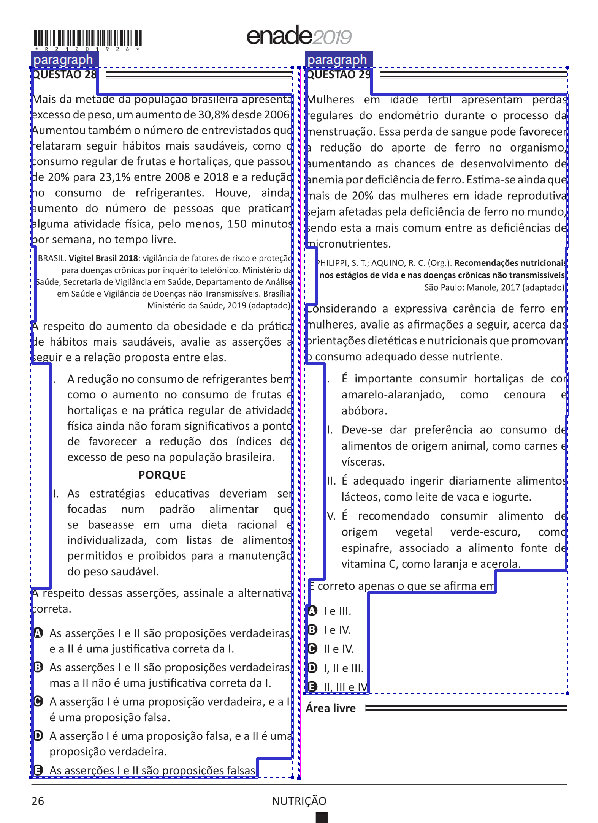 *R2120192 6*
enade2019
paragraph
QUESTÃO 28
Mais da metade da população brasileira apresenta
excesso de peso, um aumento de 30,8% desde 2006.
Aumentou também o número de entrevistados que
relataram seguir hábitos mais saudáveis, como o
consumo regular de frutas e hortaliças, que passou
de 20% para 23,1% entre 2008 e 2018 e a redução
no consumo de refrigerantes. Houve, ainda,
aumento do número de pessoas que praticam
alguma atividade física, pelo menos, 150 minutos
por semana, no tempo livre.
BRASIL. Vigitel Brasil 2018: vigilância de fatores de risco e proteção
para doenças crônicas por inquérito telefônico. Ministério da
Saúde, Secretaria de Vigilância em Saúde, Departamento de Análise
em Saúde e Vigilância de Doenças não Transmissíveis. Brasília:
Ministério da Saúde, 2019 (adaptado).
A respeito do aumento da obesidade e da prática
de hábitos mais saudáveis, avalie as asserções a
seguir e a relação proposta entre elas.
I. A redução no consumo de refrigerantes bem
como o aumento no consumo de frutas e
hortaliças e na prática regular de atividade
física ainda não foram significativos a ponto
de favorecer a redução dos índices de
excesso de peso na população brasileira.
PORQUE
II. As estratégias educativas deveriam ser
focadas num padrão alimentar que
se baseasse em uma dieta racional e
individualizada, com listas de alimentos
permitidos e proibidos para a manutenção
do peso saudável.
A respeito dessas asserções, assinale a alternativa
correta.
A As asserções I e II são proposições verdadeiras,
e a II é uma justificativa correta da I.
B As asserções I e II são proposições verdadeiras,
mas a II não é uma justificativa correta da I.
C A asserção I é uma proposição verdadeira, e a II
é uma proposição falsa.
D A asserção I é uma proposição falsa, e a II é uma
proposição verdadeira.
E As asserções I e II são proposições falsas.
paragraph
QUESTÃO 29
Mulheres em idade fértil apresentam perdas
regulares do endométrio durante o processo da
menstruação. Essa perda de sangue pode favorecer
a redução do aporte de ferro no organismo,
aumentando as chances de desenvolvimento de
anemia por deficiência de ferro. Estima-se ainda que
mais de 20% das mulheres em idade reprodutiva
sejam afetadas pela deficiência de ferro no mundo,
sendo esta a mais comum entre as deficiências de
micronutrientes.
PHILIPPI, S. T.; AQUINO, R. C. (Org.). Recomendações nutricionais
nos estágios de vida e nas doenças crônicas não transmissíveis.
São Paulo: Manole, 2017 (adaptado).
Considerando a expressiva carência de ferro em
mulheres, avalie as afirmações a seguir, acerca das
orientações dietéticas e nutricionais que promovam
o consumo adequado desse nutriente.
I. É importante consumir hortaliças de cor
amarelo-alaranjado, como cenoura e
abóbora.
II. Deve-se dar preferência ao consumo de
alimentos de origem animal, como carnes e
vísceras.
III. É adequado ingerir diariamente alimentos
lácteos, como leite de vaca e iogurte.
IV. É recomendado consumir alimento de
origem vegetal verde-escuro, como
espinafre, associado a alimento fonte de
vitamina C, como laranja e acerola.
É correto apenas o que se afirma em
A I e III.
B I e IV.
C II e IV.
D I, II e III.
E II, III e IV.
Área livre
26
NUTRIÇÃO